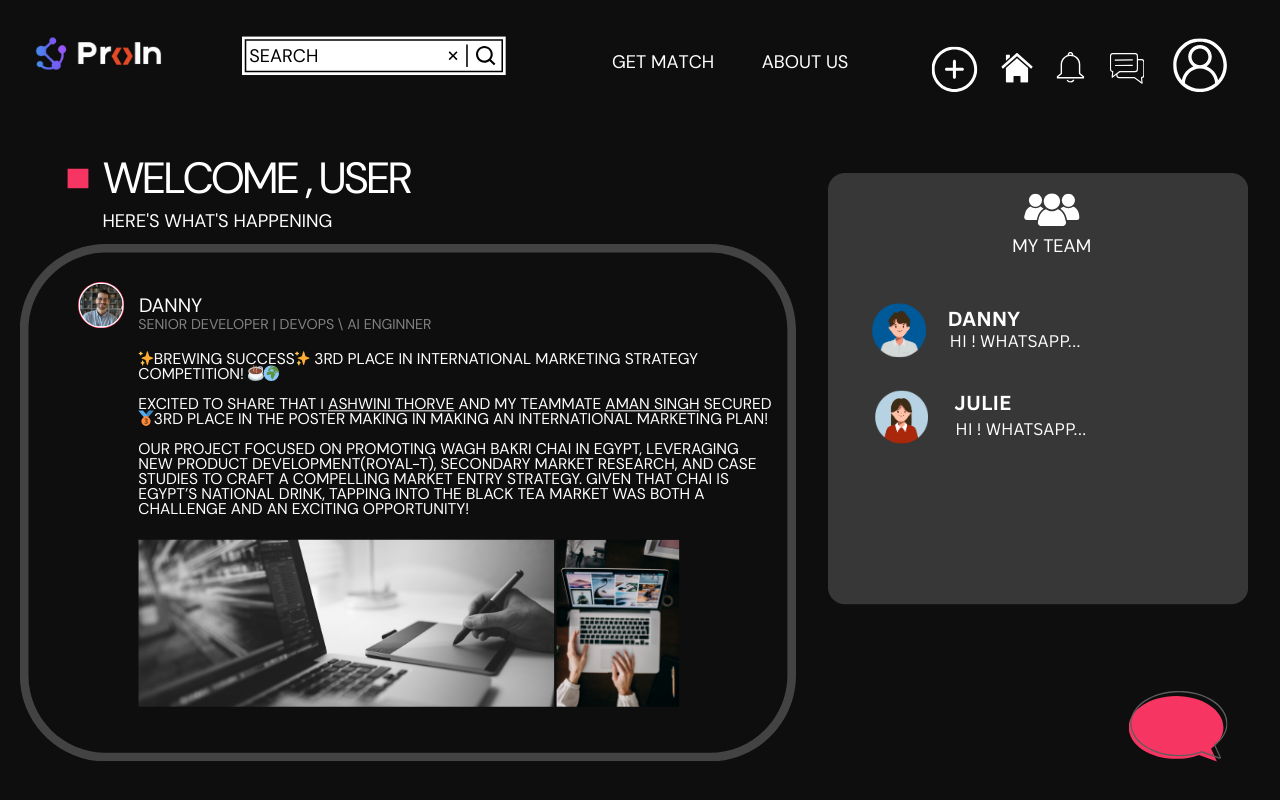 Pr<>In
SEARCH
GET MATCH
ABOUT US
WELCOME , USER
HERE'S WHAT'S HAPPENING
DANNY
SENIOR DEVELOPER | DEVOPS \ AI ENGINNER
✨BREWING SUCCESS✨ 3RD PLACE IN INTERNATIONAL MARKETING STRATEGY
COMPETITION! ☕🌍
EXCITED TO SHARE THAT I ASHWINI THORVE AND MY TEAMMATE AMAN SINGH SECURED
🥉3RD PLACE IN THE POSTER MAKING IN MAKING AN INTERNATIONAL MARKETING PLAN!
OUR PROJECT FOCUSED ON PROMOTING WAGH BAKRI CHAI IN EGYPT, LEVERAGING
NEW PRODUCT DEVELOPMENT(ROYAL-T), SECONDARY MARKET RESEARCH, AND CASE
STUDIES TO CRAFT A COMPELLING MARKET ENTRY STRATEGY. GIVEN THAT CHAI IS
EGYPT'S NATIONAL DRINK, TAPPING INTO THE BLACK TEA MARKET WAS BOTH A
CHALLENGE AND AN EXCITING OPPORTUNITY!
MY TEAM
DANNY
HI ! WHATSAPP...
JULIE
HI ! WHATSAPP...